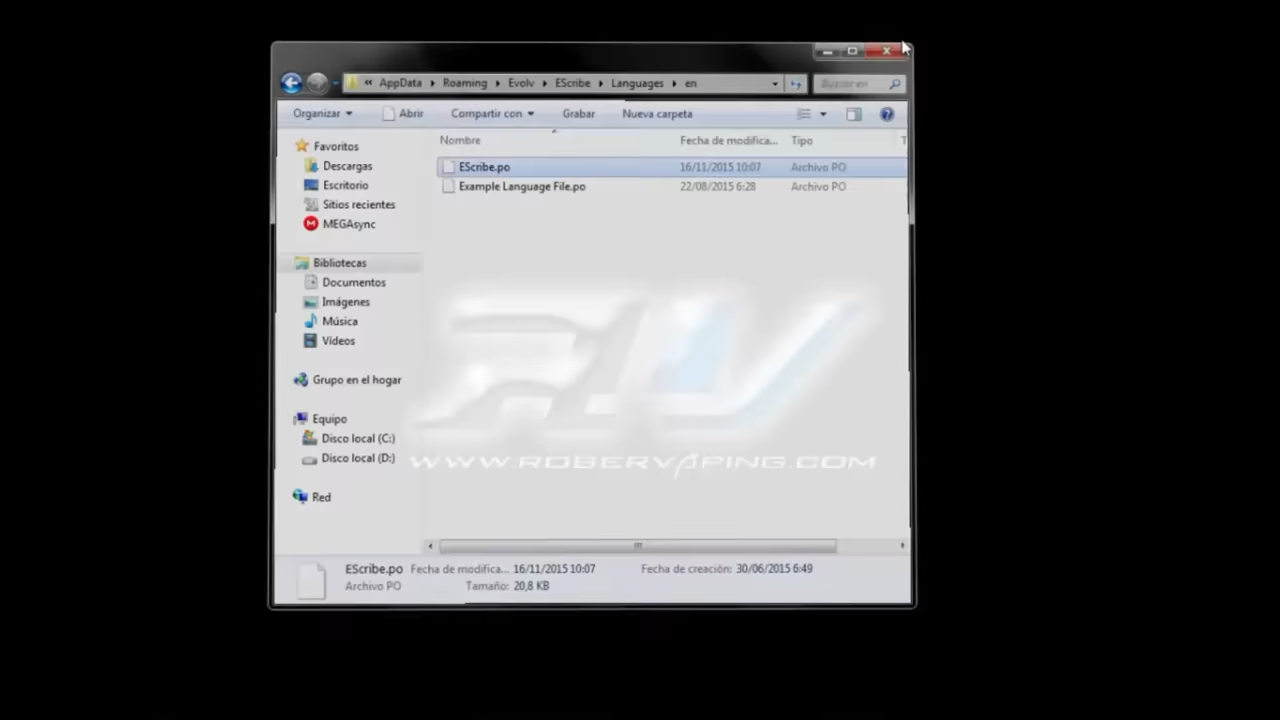 « AppData ▸ Roaming ▸ Evolv ▸ EScribe ▸ Languages ▸ en
Organizar Abrir Compartir con Grabar Nueva carpeta
Nombre Fecha de modifica... Tipo T
EScribe.po 16/11/2015 10:07 Archivo PO
Example Language File.po 22/08/2015 6:28 Archivo PO
Favoritos
Descargas
Escritorio
Sitios recientes
MEGAsync
Bibliotecas
Documentos
Imágenes
Música
Vídeos
Grupo en el hogar
Equipo
Disco local (C:)
Disco local (D:)
Red
RV
WWW.ROBERVAPING.COM
EScribe.po Fecha de modifica... 16/11/2015 10:07 Fecha de creación: 30/06/2015 6:49
Archivo PO Tamaño: 20,8 KB